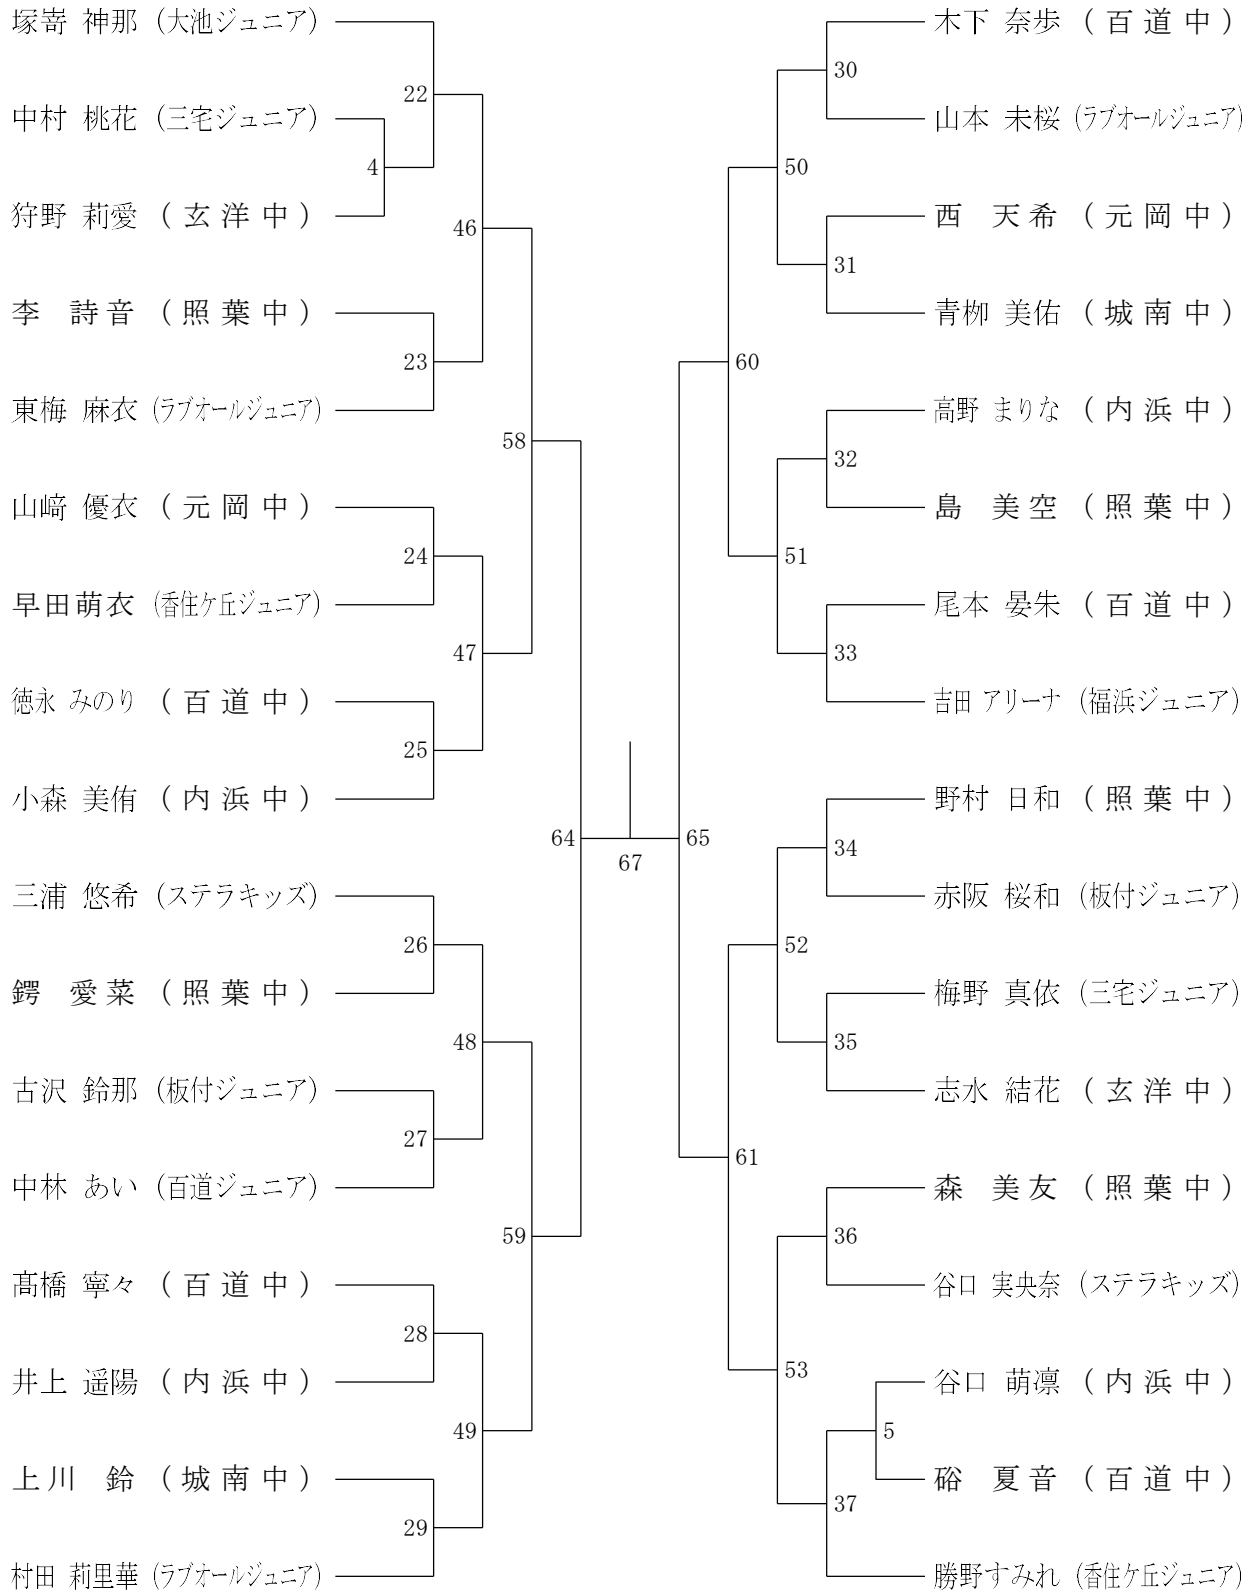 塚嵜 神那 (大池ジュニア)
中村 桃花 (三宅ジュニア)
狩野 莉愛 (玄洋中)
李 詩音 (照葉中)
東梅 麻衣 (ラブオールジュニア)
山﨑 優衣 (元岡中)
早田萌衣 (香住ケ丘ジュニア)
徳永 みのり (百道中)
小森 美侑 (内浜中)
三浦 悠希 (ステラキッズ)
鍔 愛菜 (照葉中)
古沢 鈴那 (板付ジュニア)
中林 あい (百道ジュニア)
髙橋 寧々 (百道中)
井上 遥陽 (内浜中)
上川 鈴 (城南中)
村田 莉里華 (ラブオールジュニア)
4
22
23
24
25
26
27
28
29
46
47
48
49
58
59
64
67
65
60
61
50
51
52
53
30
31
32
33
34
35
36
37
5
木下 奈歩 (百道中)
山本 未桜 (ラブオールジュニア)
西 天希 (元岡中)
青栁 美佑 (城南中)
高野 まりな (内浜中)
島 美空 (照葉中)
尾本 晏朱 (百道中)
吉田 アリーナ (福浜ジュニア)
野村 日和 (照葉中)
赤阪 桜和 (板付ジュニア)
梅野 真依 (三宅ジュニア)
志水 結花 (玄洋中)
森 美友 (照葉中)
谷口 実央奈 (ステラキッズ)
谷口 萌凛 (内浜中)
硲 夏音 (百道中)
勝野すみれ (香住ケ丘ジュニア)